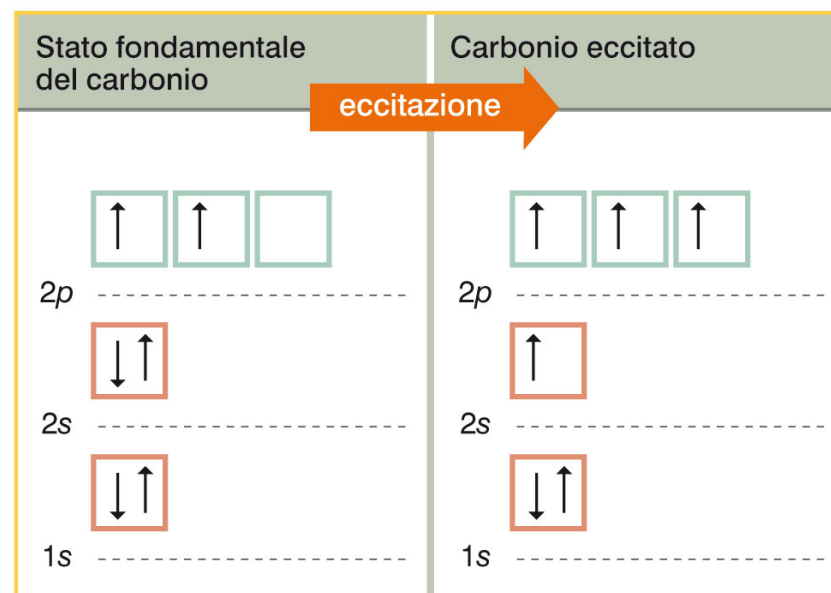 Stato fondamentale
del carbonio
Carbonio eccitato
eccitazione
2p
2p
2s
2s
1s
1s